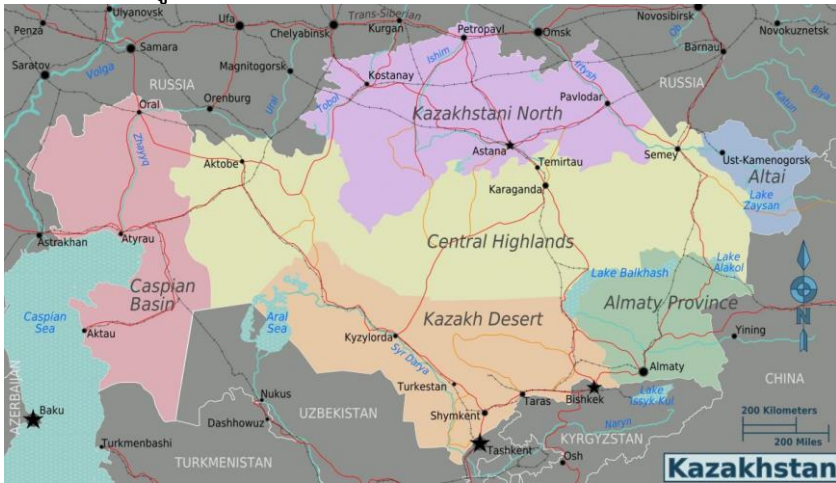 Ulyanovsk
Penza
Samara
Saratov
Volga
RUSSIA
Ufa
Chelyabinsk
Trans-Siberian
Kurgan
Petropavl
Omsk
Novosibirsk
Ob
Novokuznetsk
Barnau
Magnitogorsk
Kostanay
Ishim
Irtysh
RUSSIA
Biya
Katun
Oral
Orenburg
Ural
Tobol
Kazakhstani North
Pavlodar
Zhayyq
Aktobe
Astana
Temirtau
Semey
Ust-Kamenogorsk
Altai
Karaganda
Lake
Zaysan
Astrakhan
Atyrau
Central Highlands
Lake
Alakol
Lake Balkhash
Caspian
Basin
Caspian
Sea
Aral
Sea
Kazakh Desert
Almaty Province
N
Aktau
Kyzylorda
Syr Darya
Yining
Almaty
CHINA
Turkestan
Taras
Bishkek
Lake
Issyk-Kul
AZERBAIJAN
Baku
Nukus
UZBEKISTAN
Shymkent
Naryn
200 Kilometers
200 Miles
Dashhowuz
KYRGYZSTAN
Turkmenbashi
TURKMENISTAN
Tashkent
Osh
Kazakhstan